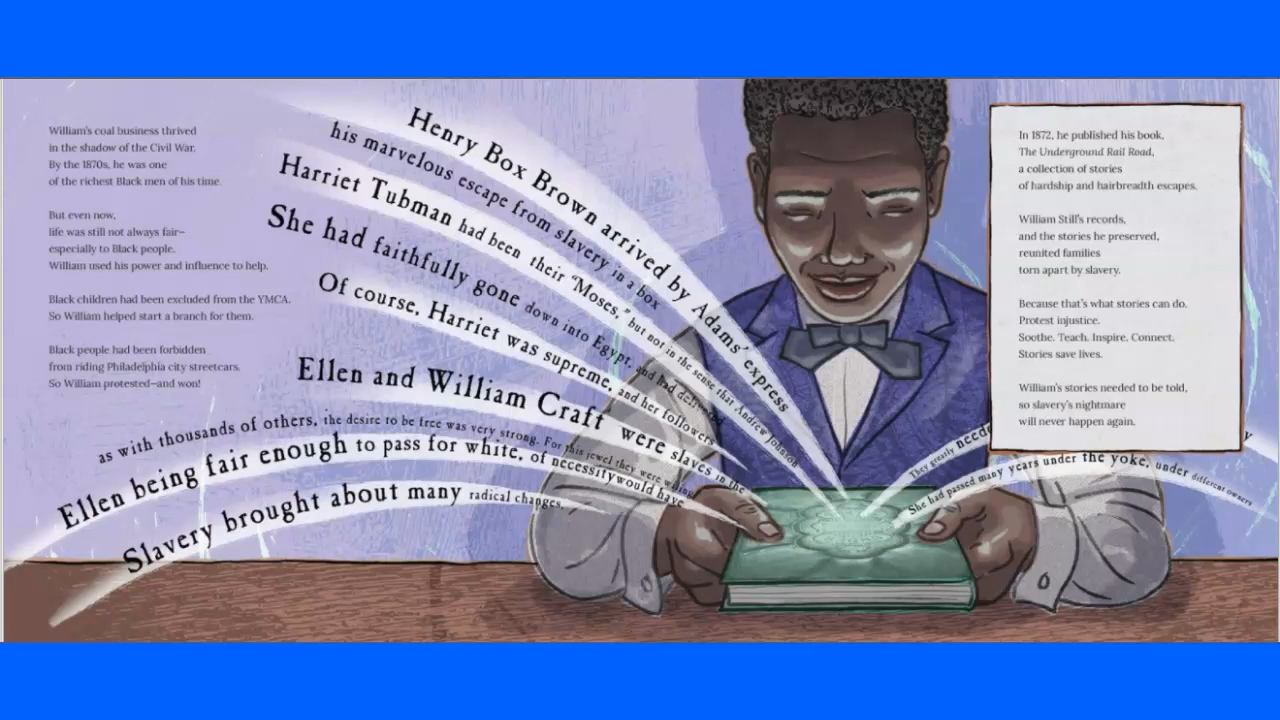 William's coal business thrived
in the shadow of the Civil War.
By the 1870s, he was one
of the richest Black men of his time.
But even now,
life was still not always fair—
especially to Black people.
William used his power and influence to help.
Black children had been excluded from the YMCA.
So William helped start a branch for them.
Black people had been forbidden
from riding Philadelphia city streetcars.
So William protested—and won!
Henry Box Brown arrived by Adams' express
his marvelous escape from slavery in a box
Harriet Tubman had been their "Moses," but not in the sense that Andrew Johnson
She had faithfully gone down into Egypt, and had delivered
Of course, Harriet was supreme, and her followers
Ellen and William Craft were slaves in the
as with thousands of others, the desire to be free was very strong. For this jewel they were willing
Ellen being fair enough to pass for white, of necessity would have
Slavery brought about many radical changes,
They greatly
She had passed many years under the yoke, under different owners
In 1872, he published his book,
The Underground Rail Road,
a collection of stories
of hardship and hairbreadth escapes.
William Still's records,
and the stories he preserved,
reunited families
torn apart by slavery.
Because that's what stories can do.
Protest injustice.
Soothe. Teach. Inspire. Connect.
Stories save lives.
William's stories needed to be told,
so slavery's nightmare
will never happen again.